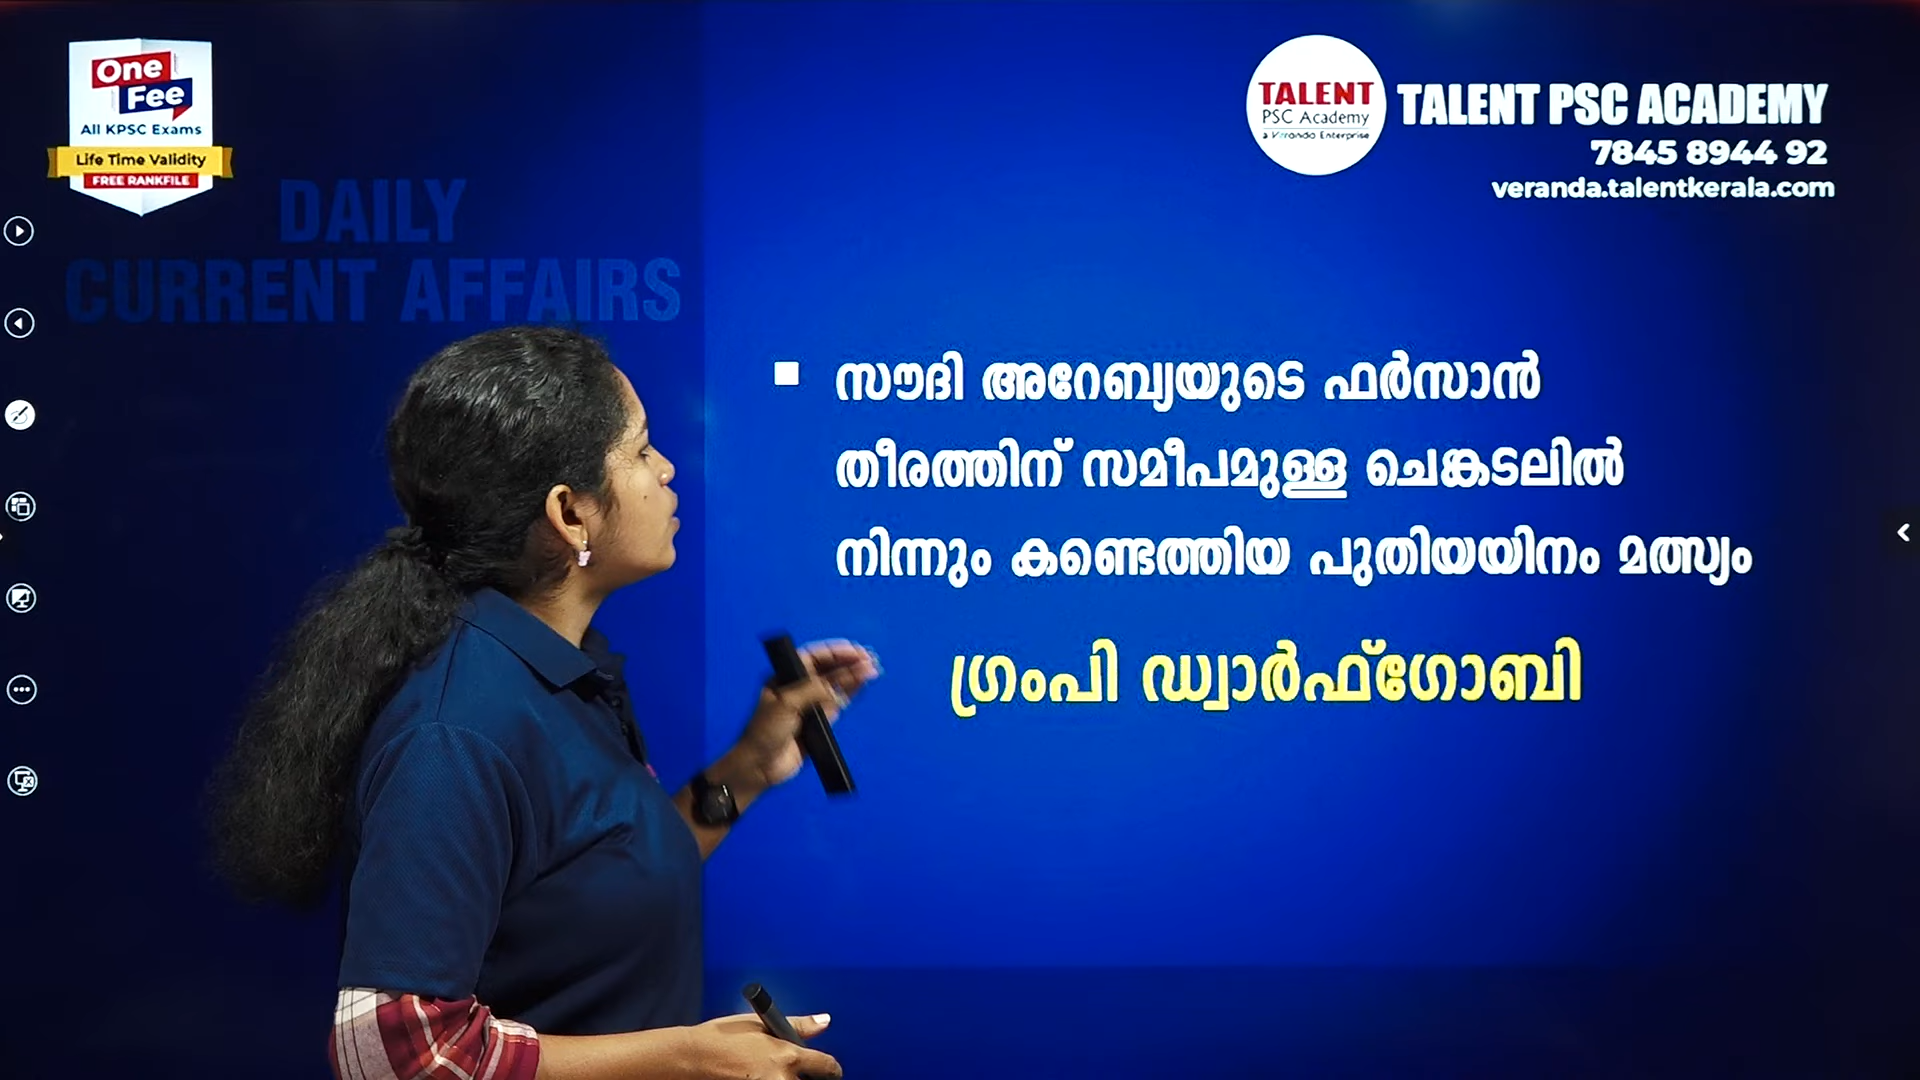 One
Fee
All KPSC Exams
Life Time Validity
FREE RANKFILE
TALENT
PSC Academy
a Veranda Enterprise
TALENT PSC ACADEMY
7845 8944 92
veranda.talentkerala.com
DAILY
CURRENT AFFAIRS
സൗദി അറേബ്യയുടെ ഫർസാൻ
തീരത്തിന് സമീപമുള്ള ചെങ്കടലിൽ
നിന്നും കണ്ടെത്തിയ പുതിയയിനം മത്സ്യം
ഗ്രംപി ഡ്വാർഫ്ഗോബി